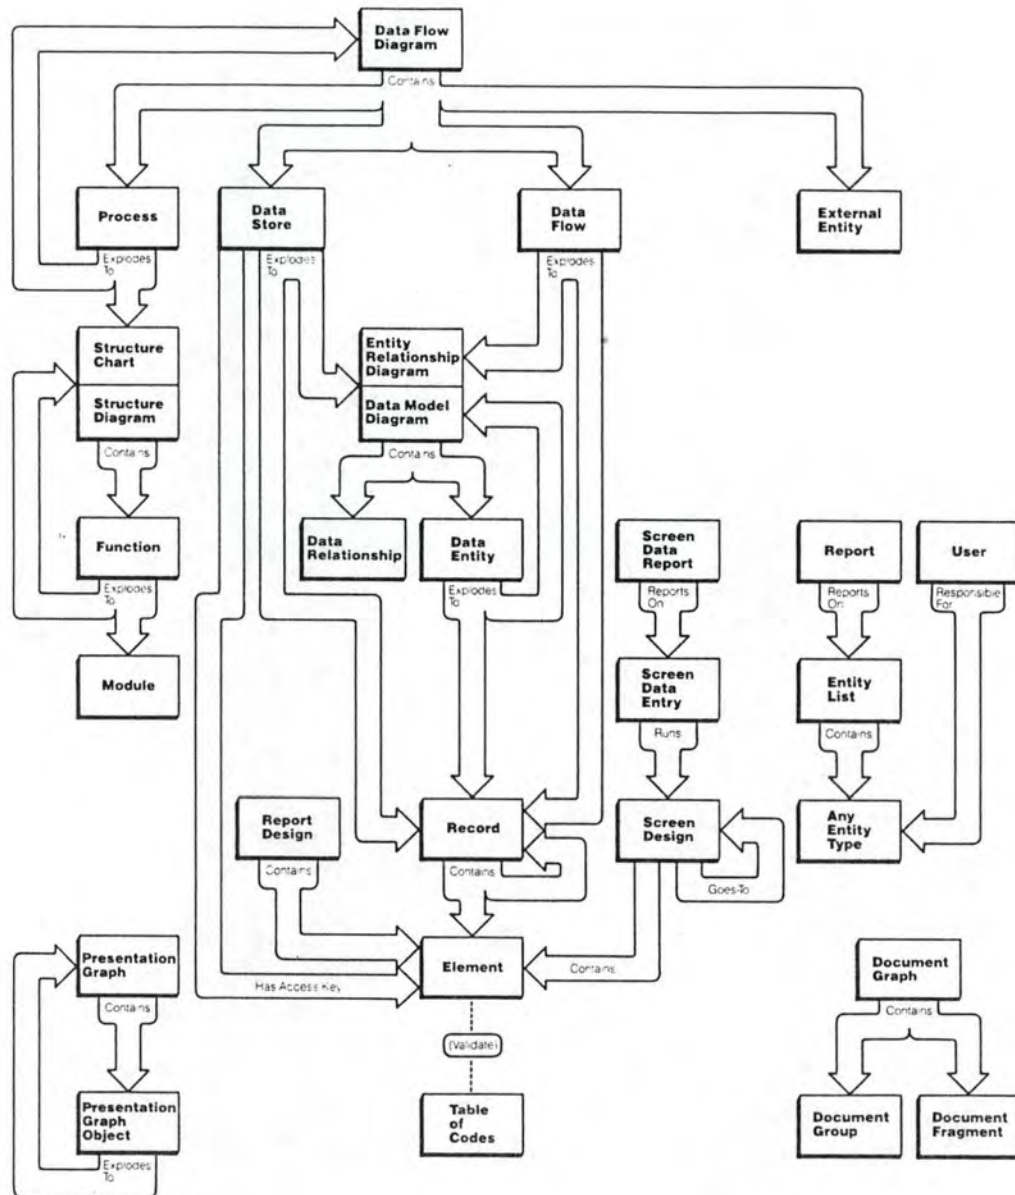 Data Flow
Diagram
Contains
Process
Data
Store
Data
Flow
External
Entity
Explodes
To
Explodes
To
Explodes
To
Structure
Chart
Structure
Diagram
Entity
Relationship
Diagram
Data Model
Diagram
Contains
Contains
Function
Data
Relationship
Data
Entity
Screen
Data
Report
Report
User
Explodes
To
Explodes
To
Reports
On
Reports
On
Responsible
For
Module
Screen
Data
Entry
Entity
List
Runs
Contains
Report
Design
Record
Screen
Design
Any
Entity
Type
Contains
Contains
Goes-To
Presentation
Graph
Element
Document
Graph
Contains
Has Access Key
Contains
Contains
(Validate)
Presentation
Graph
Object
Table
of
Codes
Document
Group
Document
Fragment
Explodes
To